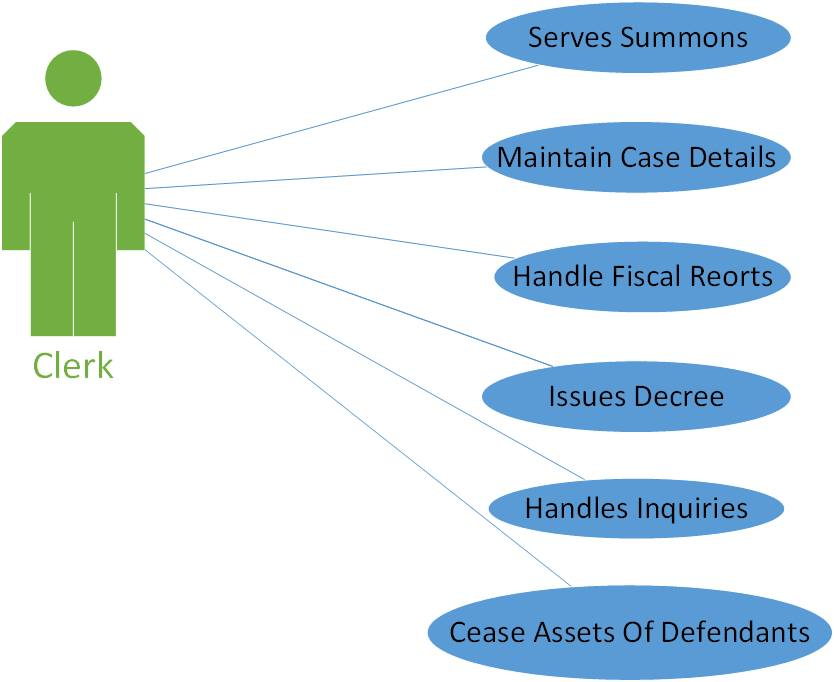 Serves Summons
Maintain Case Details
Handle Fiscal Reorts
Clerk
Issues Decree
Handles Inquiries
Cease Assets Of Defendants